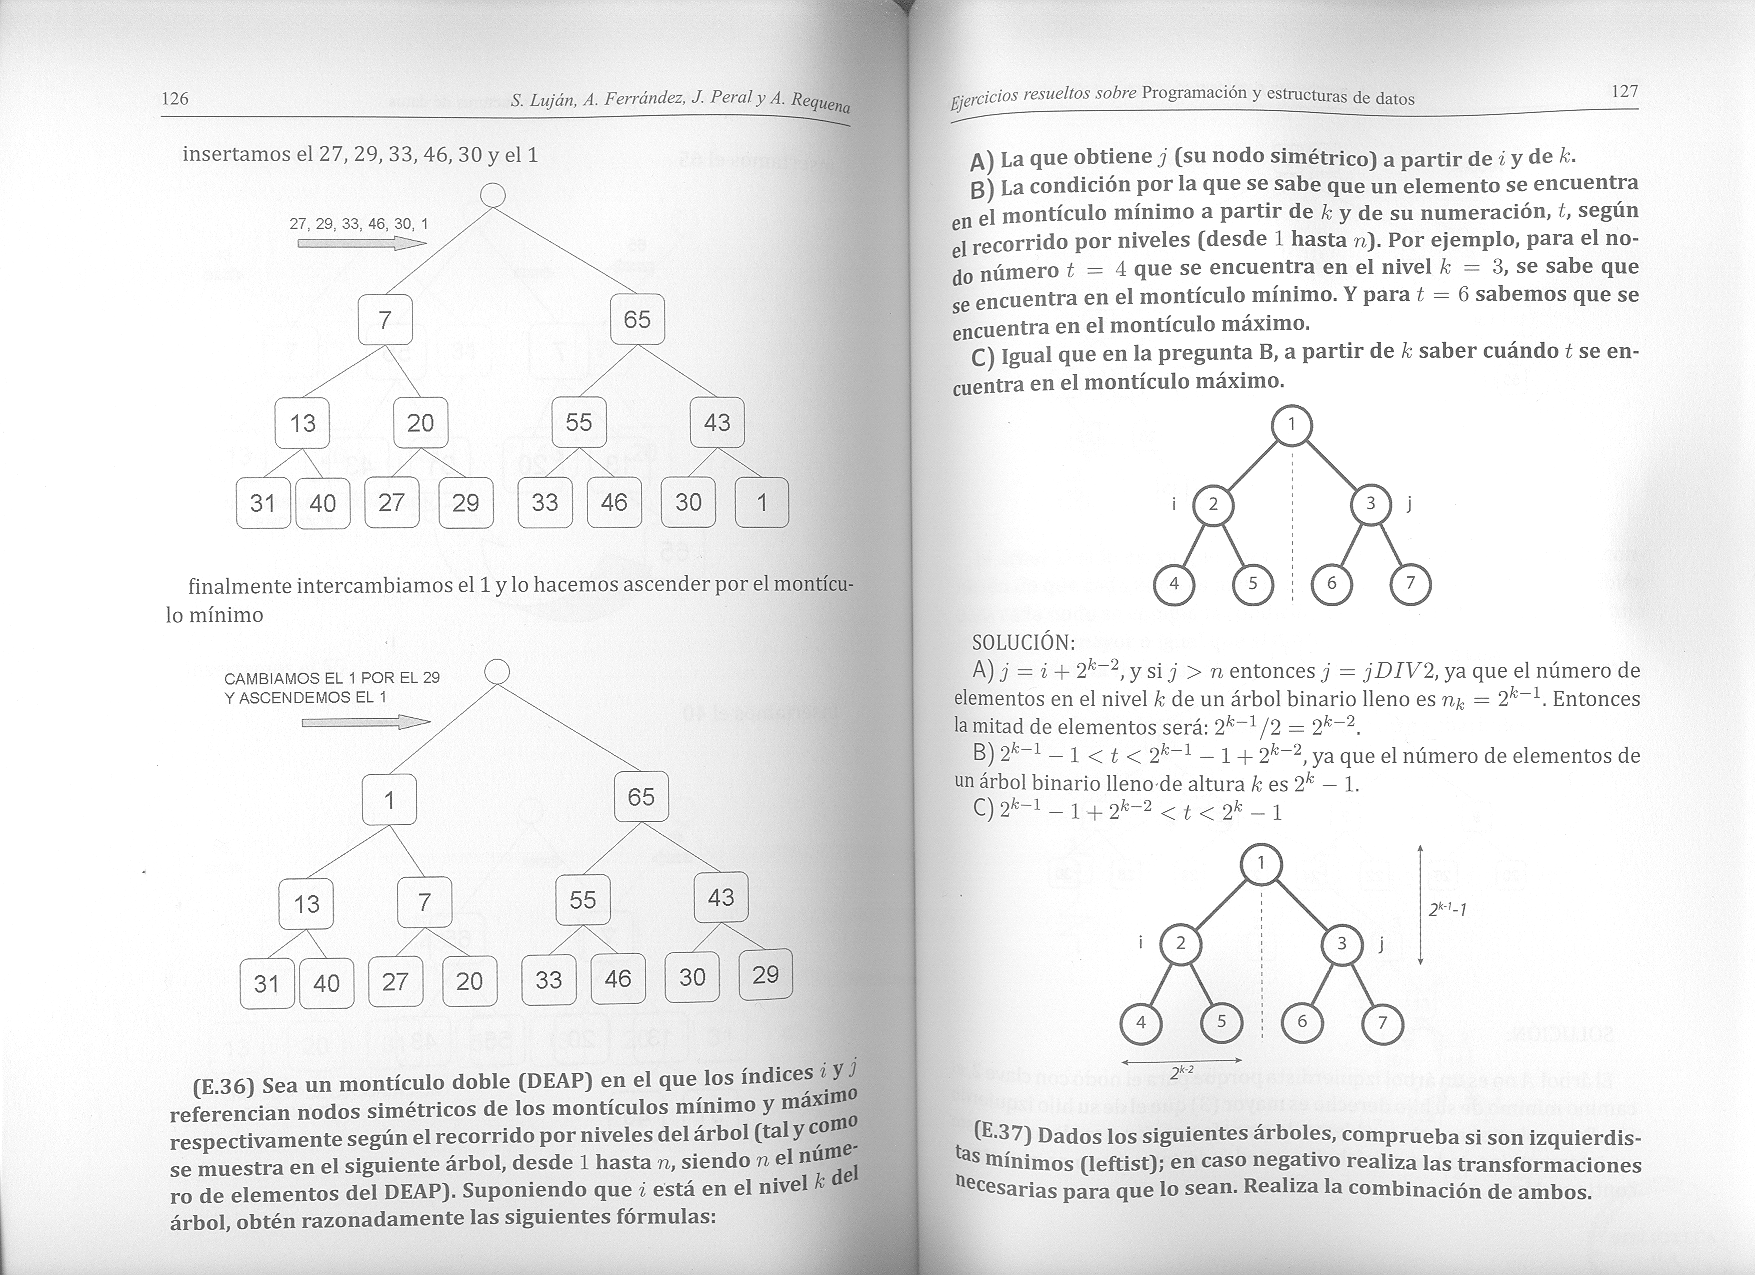 126
S. Luján, A. Ferrández, J. Peral y A. Requena
insertamos el 27, 29, 33, 46, 30 y el 1
27, 29, 33, 46, 30, 1
7
65
13
20
55
43
31
40
27
29
33
46
30
1
finalmente intercambiamos el 1 y lo hacemos ascender por el montícu-
lo mínimo
CAMBIAMOS EL 1 POR EL 29
Y ASCENDEMOS EL 1
1
65
13
7
55
43
31
40
27
20
33
46
30
29
(E.36) Sea un montículo doble (DEAP) en el que los índices i y j
referencian nodos simétricos de los montículos mínimo y máximo
respectivamente según el recorrido por niveles del árbol (tal y como
se muestra en el siguiente árbol, desde 1 hasta n, siendo n el núme-
ro de elementos del DEAP). Suponiendo que i está en el nivel k del
árbol, obtén razonadamente las siguientes fórmulas:
Ejercicios resueltos sobre Programación y estructuras de datos
127
A) La que obtiene j (su nodo simétrico) a partir de i y de k.
B) La condición por la que se sabe que un elemento se encuentra
en el montículo mínimo a partir de k y de su numeración, t, según
el recorrido por niveles (desde 1 hasta n). Por ejemplo, para el no-
do número t = 4 que se encuentra en el nivel k = 3, se sabe que
se encuentra en el montículo mínimo. Y para t = 6 sabemos que se
encuentra en el montículo máximo.
C) Igual que en la pregunta B, a partir de k saber cuándo t se en-
cuentra en el montículo máximo.
1
i
2
3
j
4
5
6
7
SOLUCIÓN:
A) j = i + 2^{k−2}, y si j > n entonces j = jDIV2, ya que el número de
elementos en el nivel k de un árbol binario lleno es n_k = 2^{k−1}. Entonces
la mitad de elementos será: 2^{k−1}/2 = 2^{k−2}.
B) 2^{k−1} − 1 < t < 2^{k−1} − 1 + 2^{k−2}, ya que el número de elementos de
un árbol binario lleno de altura k es 2^k − 1.
C) 2^{k−1} − 1 + 2^{k−2} < t < 2^k − 1
1
2^{k-1}-1
i
2
3
j
4
5
6
7
2^{k-2}
(E.37) Dados los siguientes árboles, comprueba si son izquierdis-
tas mínimos (leftist); en caso negativo realiza las transformaciones
necesarias para que lo sean. Realiza la combinación de ambos.